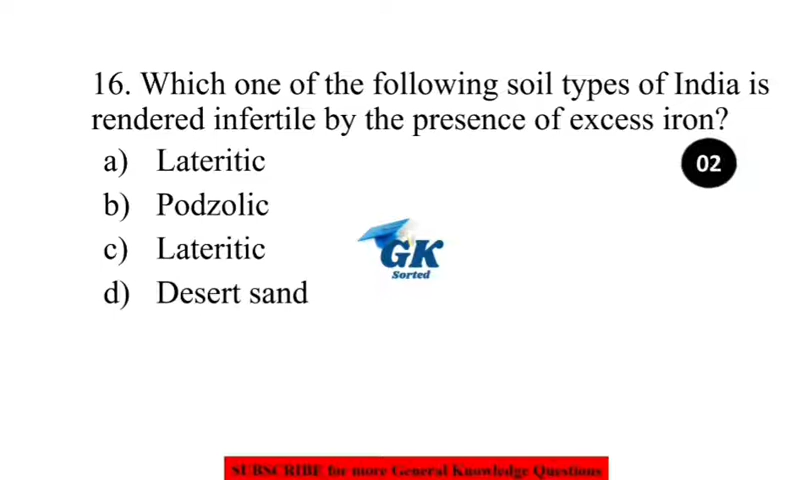 16. Which one of the following soil types of India is
rendered infertile by the presence of excess iron?
a) Lateritic
b) Podzolic
c) Lateritic
d) Desert sand
02
GK
Sorted
SUBSCRIBE for more General Knowledge Questions